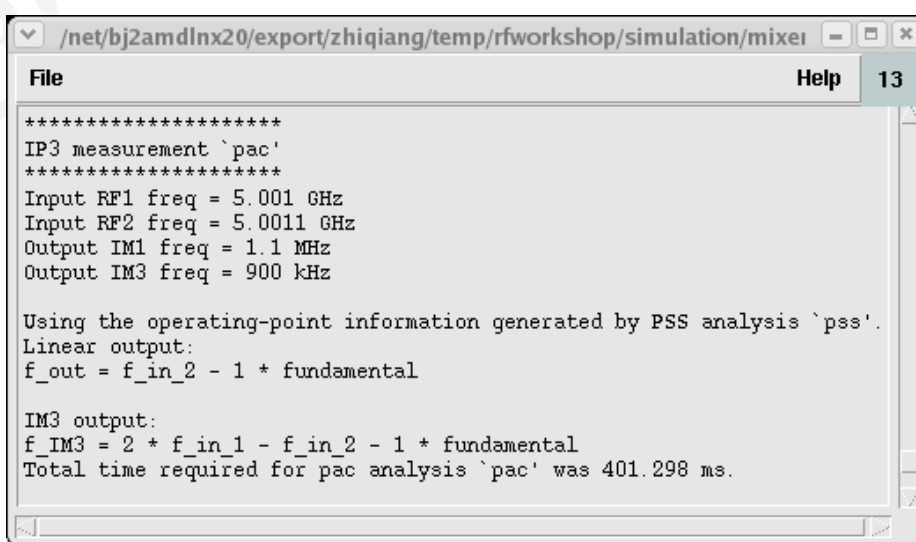 /net/bj2amdlnx20/export/zhiqiang/temp/rfworkshop/simulation/mixer
File Help 13
*********************
IP3 measurement `pac'
*********************
Input RF1 freq = 5.001 GHz
Input RF2 freq = 5.0011 GHz
Output IM1 freq = 1.1 MHz
Output IM3 freq = 900 kHz
Using the operating-point information generated by PSS analysis `pss'.
Linear output:
f_out = f_in_2 - 1 * fundamental
IM3 output:
f_IM3 = 2 * f_in_1 - f_in_2 - 1 * fundamental
Total time required for pac analysis `pac' was 401.298 ms.